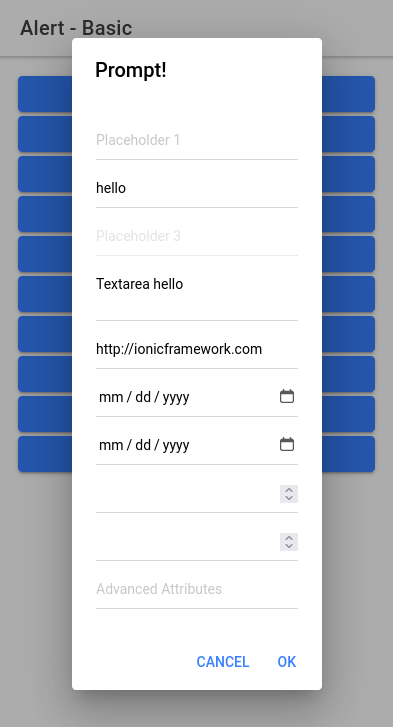 Alert - Basic
Prompt!
Placeholder 1
hello
Placeholder 3
Textarea hello
http://ionicframework.com
mm / dd / yyyy
mm / dd / yyyy
Advanced Attributes
CANCEL OK